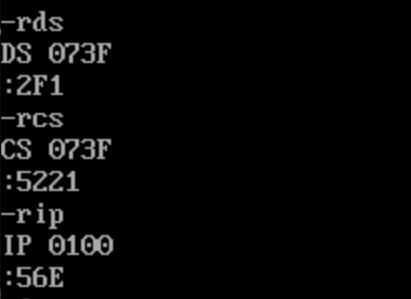 -rds
DS 073F
:2F1
-rcs
CS 073F
:5221
-rip
IP 0100
:56E